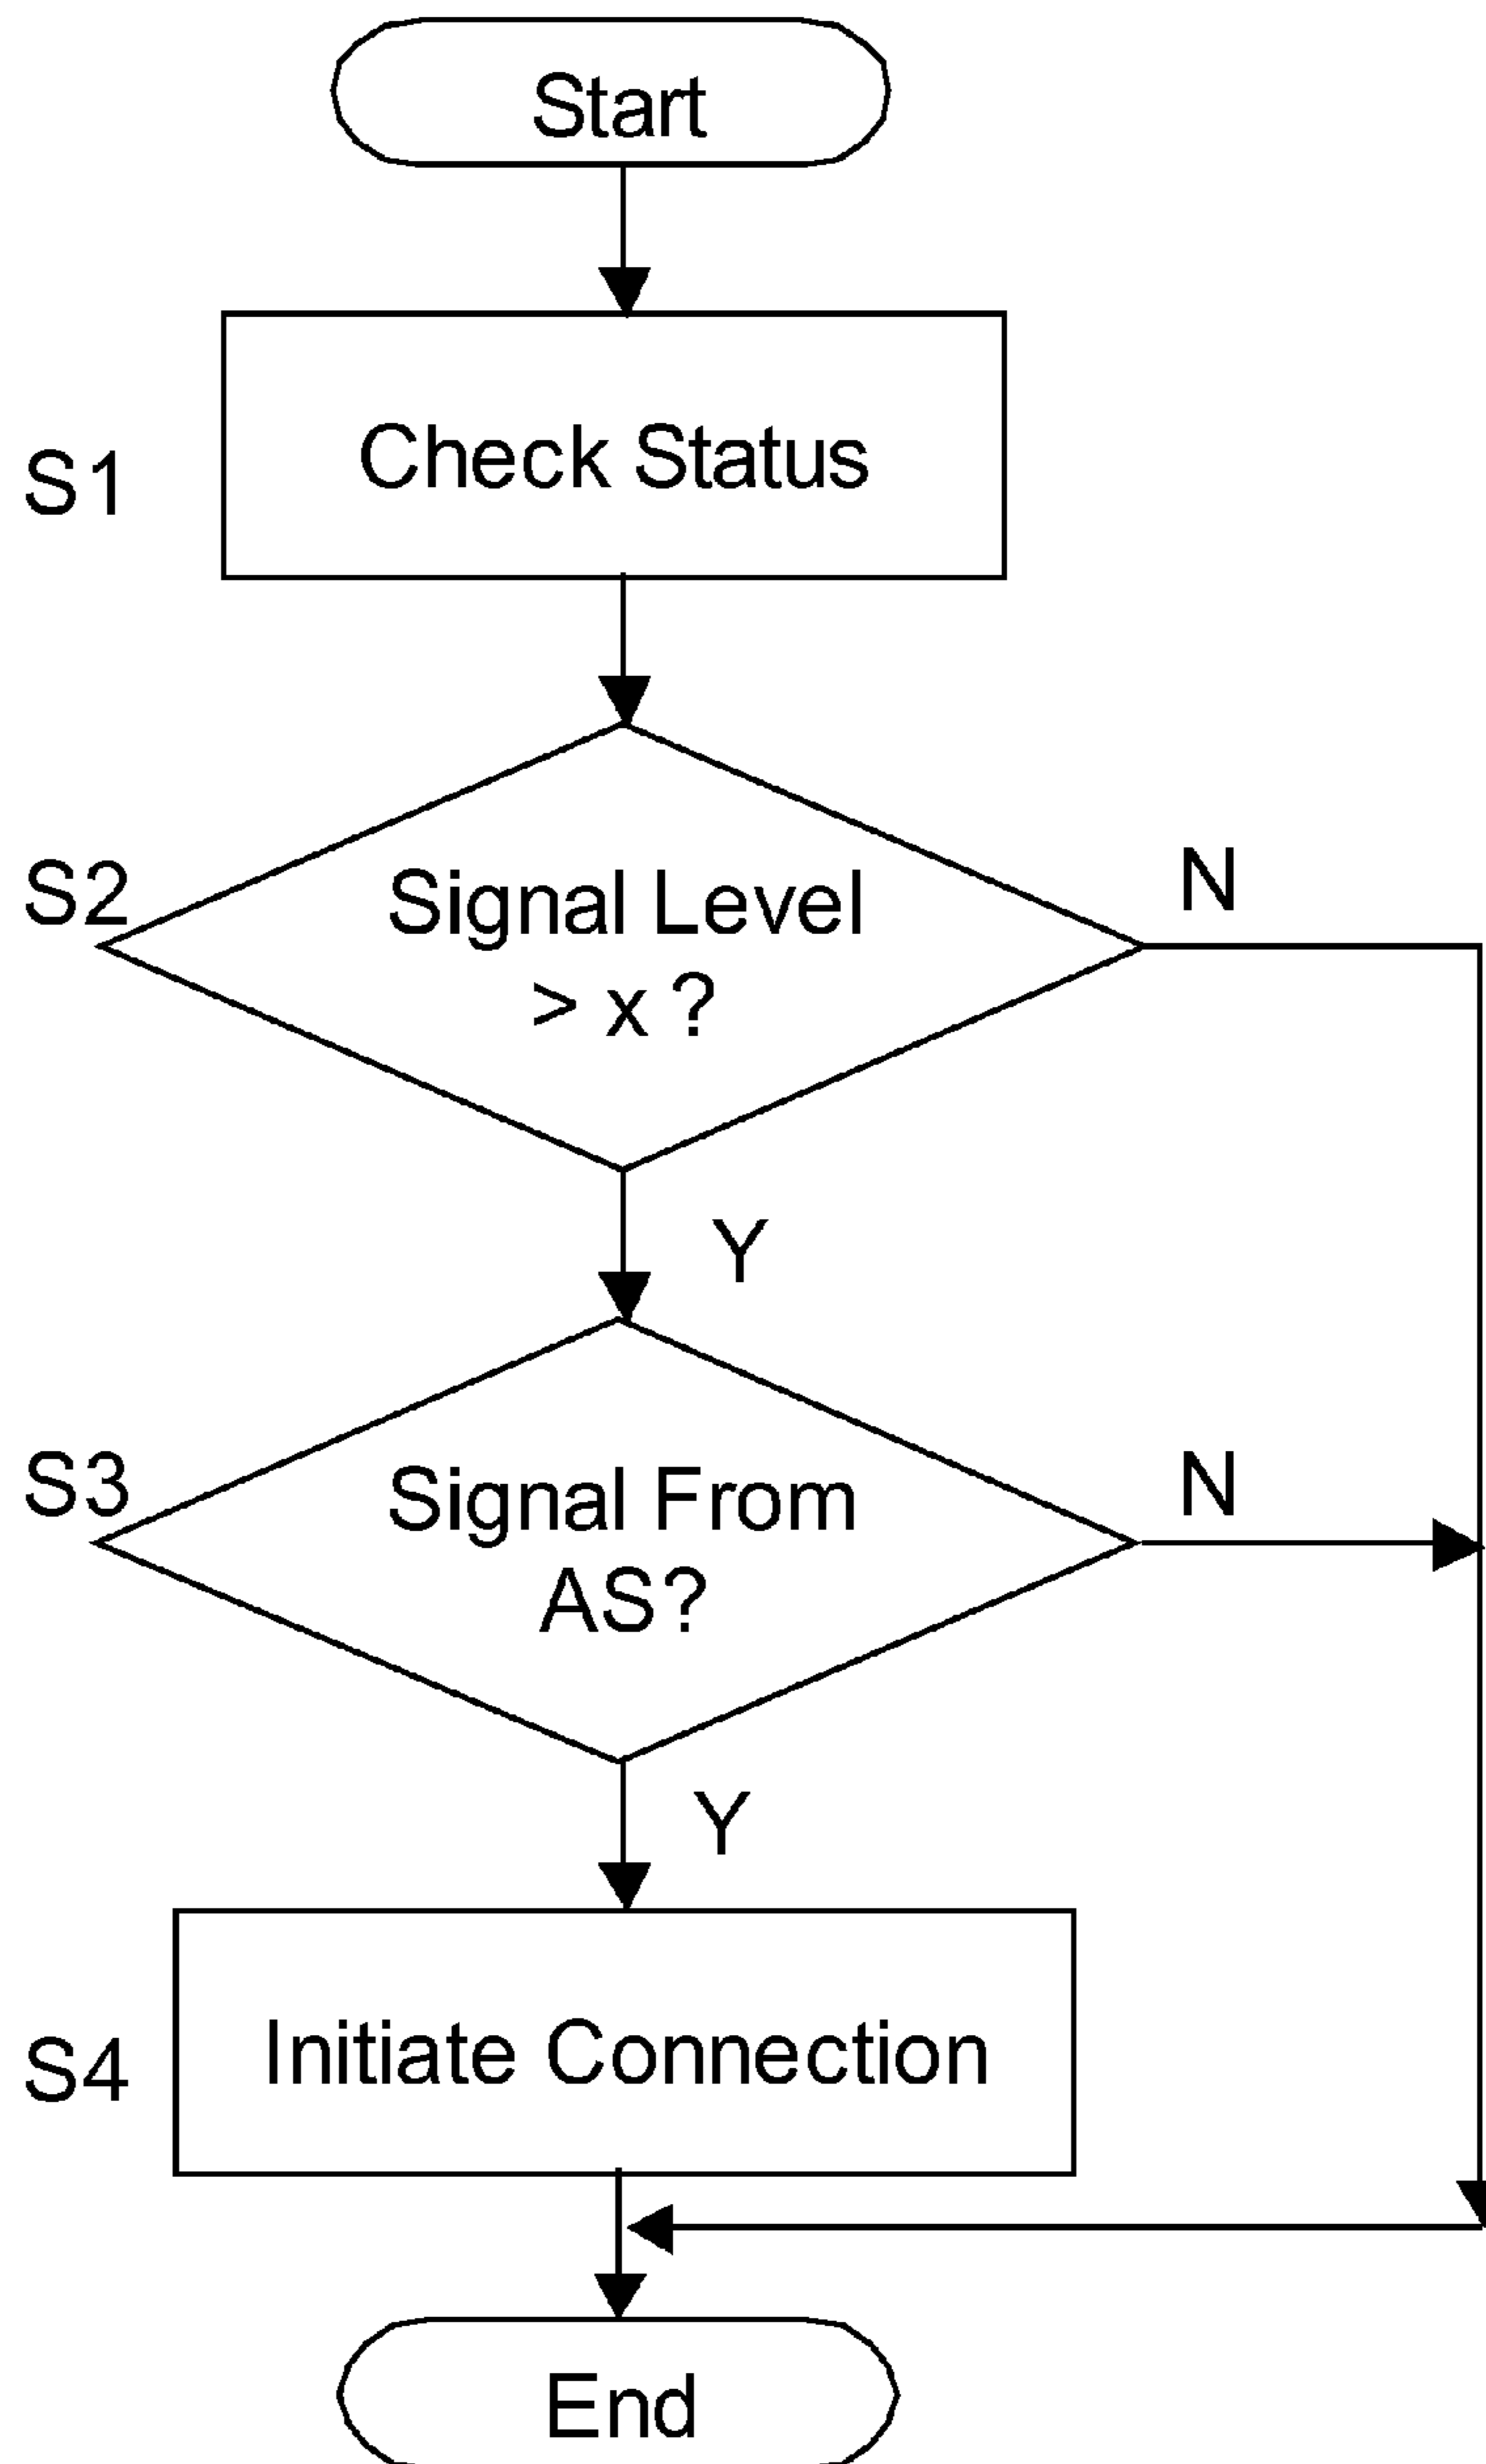 Start
Check Status
S1
S2
Signal Level
> x ?
N
Y
S3
Signal From
AS?
N
Y
Initiate Connection
S4
End